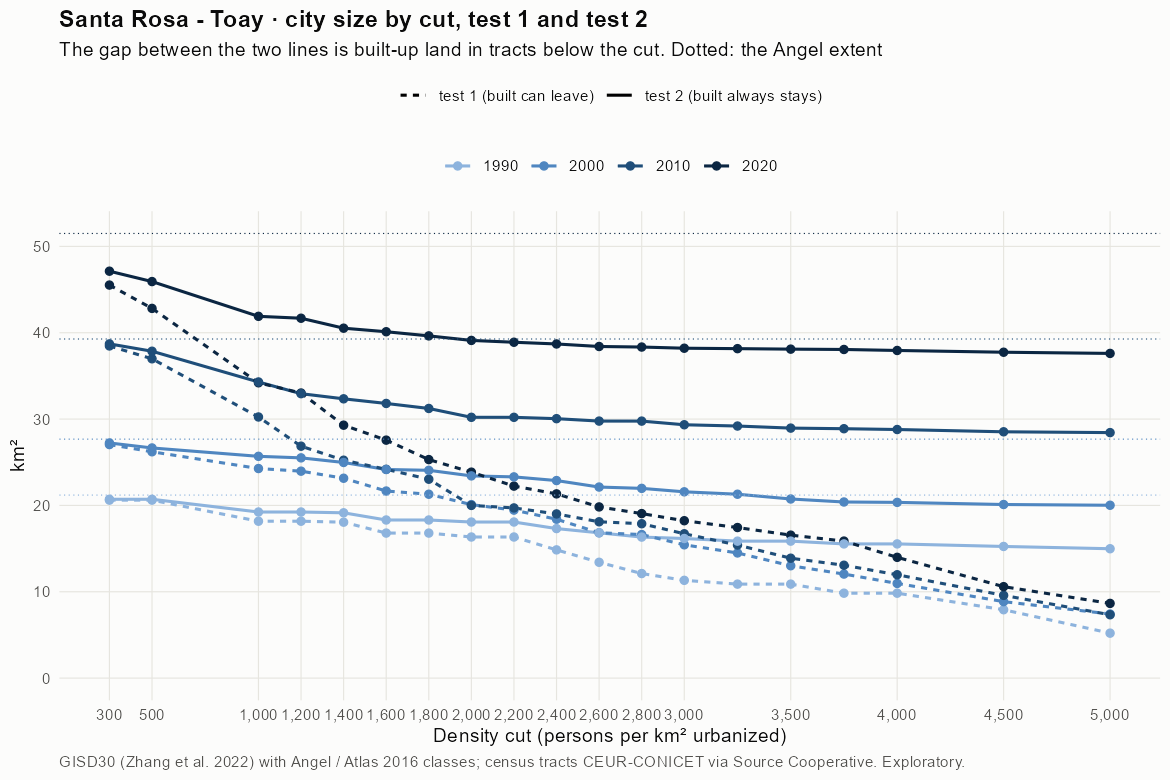 Santa Rosa - Toay · city size by cut, test 1 and test 2
The gap between the two lines is built-up land in tracts below the cut. Dotted: the Angel extent
test 1 (built can leave) test 2 (built always stays)
1990 2000 2010 2020
50
40
30
20
10
0
km²
300 500 1,000 1,200 1,400 1,600 1,800 2,000 2,200 2,400 2,600 2,800 3,000 3,500 4,000 4,500 5,000
Density cut (persons per km² urbanized)
GISD30 (Zhang et al. 2022) with Angel / Atlas 2016 classes; census tracts CEUR-CONICET via Source Cooperative. Exploratory.